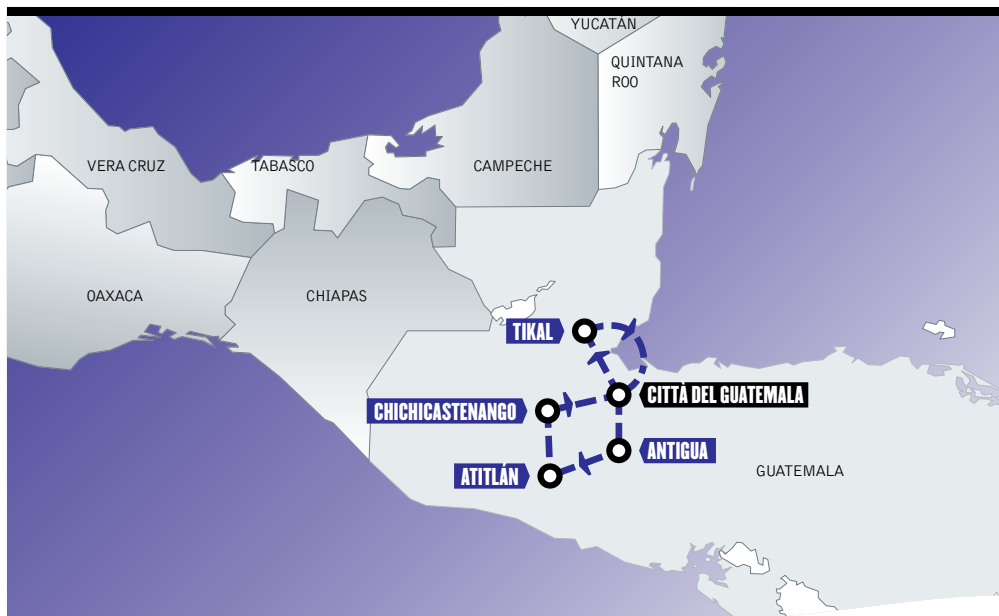 YUCATÁN
QUINTANA
ROO
VERA CRUZ
TABASCO
CAMPECHE
OAXACA
CHIAPAS
TIKAL
CITTÀ DEL GUATEMALA
CHICHICASTENANGO
ANTIGUA
ATITLÁN
GUATEMALA